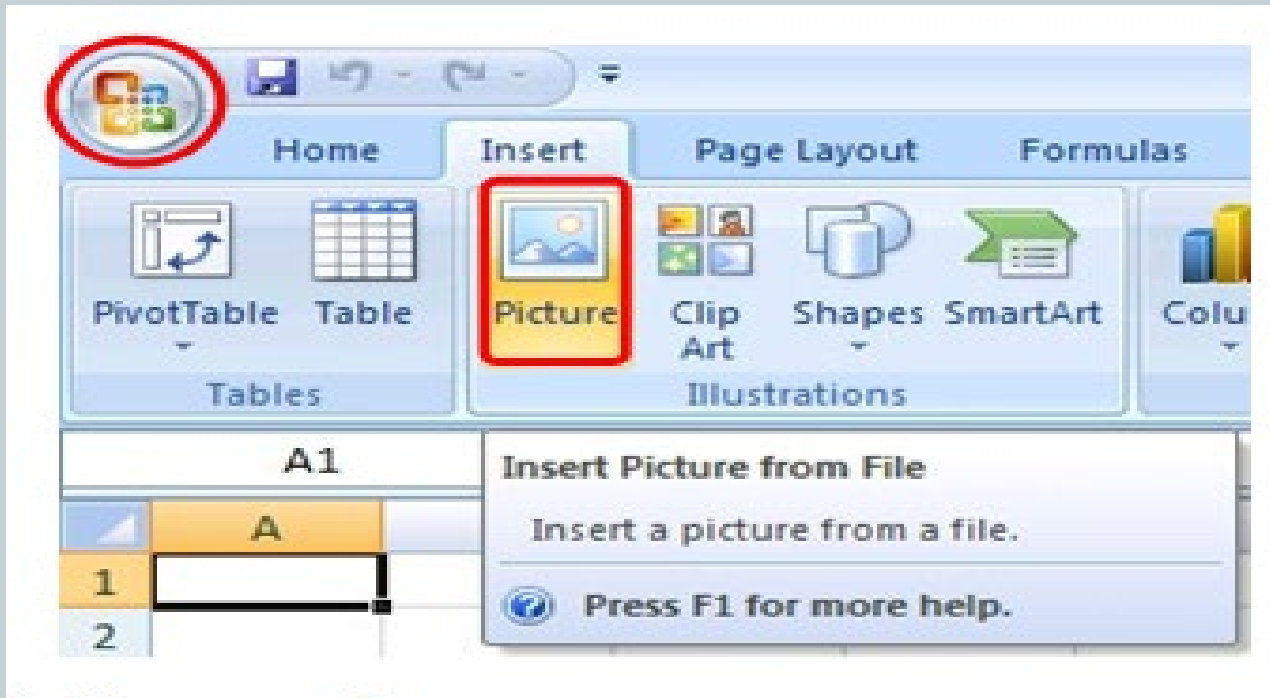 Home Insert Page Layout Formulas
PivotTable Table Picture Clip Art Shapes SmartArt Colu
Tables Illustrations
A1
Insert Picture from File
A
Insert a picture from a file.
1
Press F1 for more help.
2